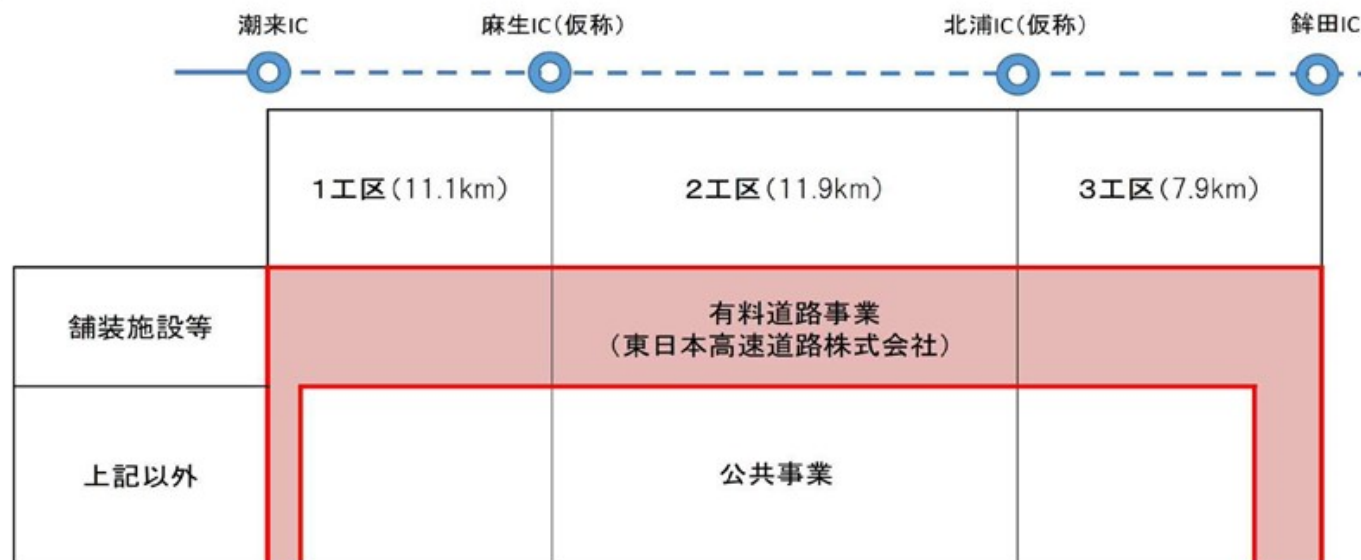 潮来IC
麻生IC(仮称)
北浦IC(仮称)
鉾田IC
1工区(11.1km)
2工区(11.9km)
3工区(7.9km)
舗装施設等
有料道路事業
(東日本高速道路株式会社)
上記以外
公共事業